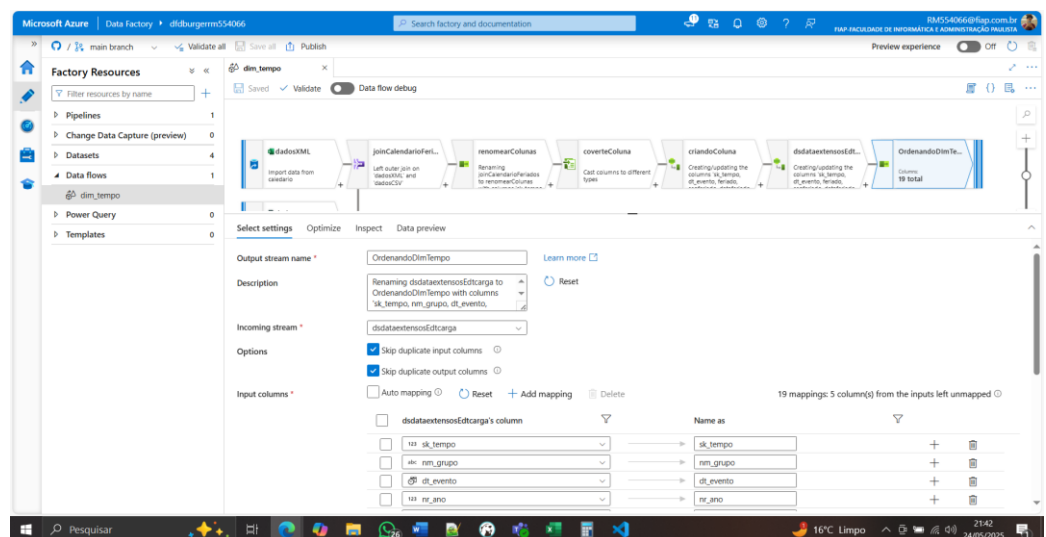 Microsoft Azure | Data Factory ▸ dfdburgerrm554066
Search factory and documentation
RM554066@fiap.com.br
FIAP-FACULDADE DE INFORMÁTICA E ADMINISTRAÇÃO PAULISTA
» / main branch Validate all Save all Publish
Preview experience Off
Factory Resources
Filter resources by name
Pipelines 1
Change Data Capture (preview) 0
Datasets 4
Data flows 1
dim_tempo
Power Query 0
Templates 0
dim_tempo ×
Saved Validate Data flow debug
dadosXML
Import data from
calendario
joinCalendarioFeri...
Left outer join on
'dadosXML' and
'dadosCSV'
renomearColunas
Renaming
joinCalendarioFeriados
to renomearColunas
coverteColuna
Cast columns to different
types
criandoColuna
Creating/updating the
columns 'sk_tempo,
dt_evento, feriado,
dsdataextensosEdt...
Creating/updating the
columns 'sk_tempo,
dt_evento, feriado,
OrdenandoDImTe...
Columns
19 total
Select settings Optimize Inspect Data preview
Output stream name * OrdenandoDImTempo Learn more
Description
Renaming dsdataextensosEdtcarga to
OrdenandoDImTempo with columns
'sk_tempo, nm_grupo, dt_evento,
Reset
Incoming stream * dsdataextensosEdtcarga
Options Skip duplicate input columns
Skip duplicate output columns
Input columns * Auto mapping Reset + Add mapping Delete 19 mappings: 5 column(s) from the inputs left unmapped
dsdataextensosEdtcarga's column Name as
123 sk_tempo sk_tempo
abc nm_grupo nm_grupo
dt_evento dt_evento
123 nr_ano nr_ano
Pesquisar
26
16°C Limpo
21:42
24/05/2025